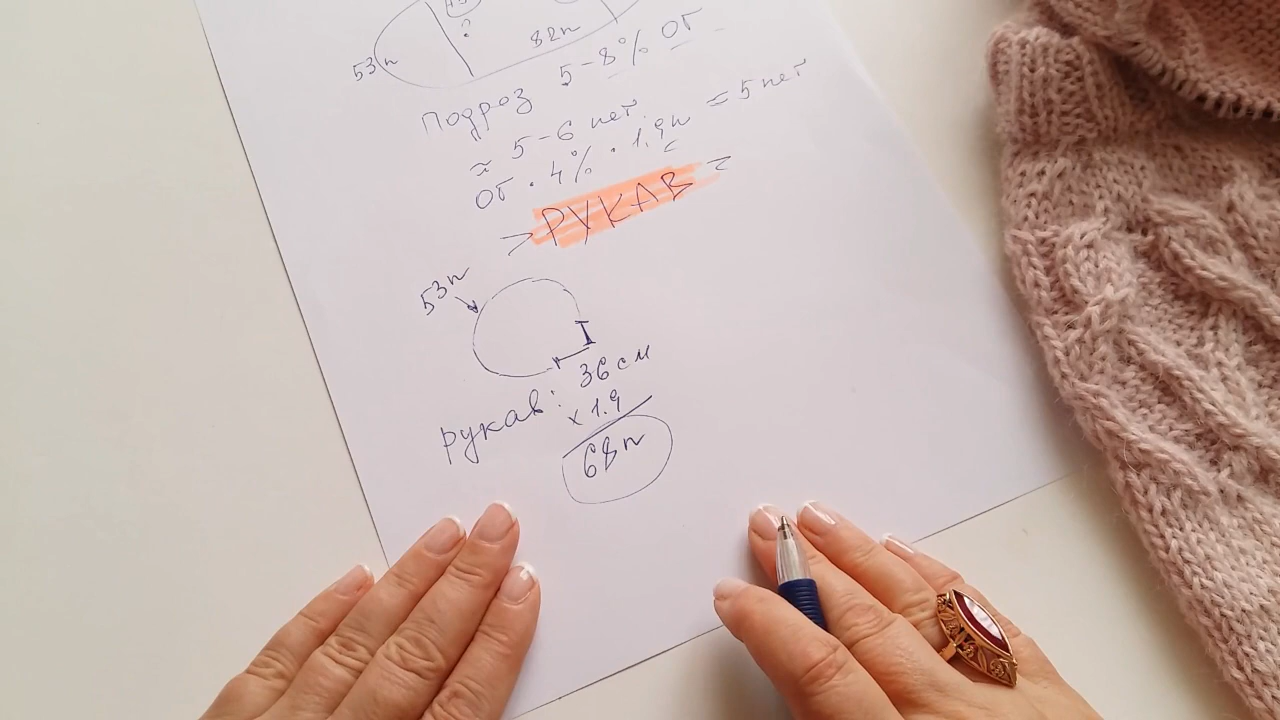 ?
53п
82п
Подроз 5-8% ОГ
≈ 5-6 пет
ОГ · 4% · 1.9п ≈ 5 пет
РУКАВ
53п
рукав: 36 см
x 1.9
68п